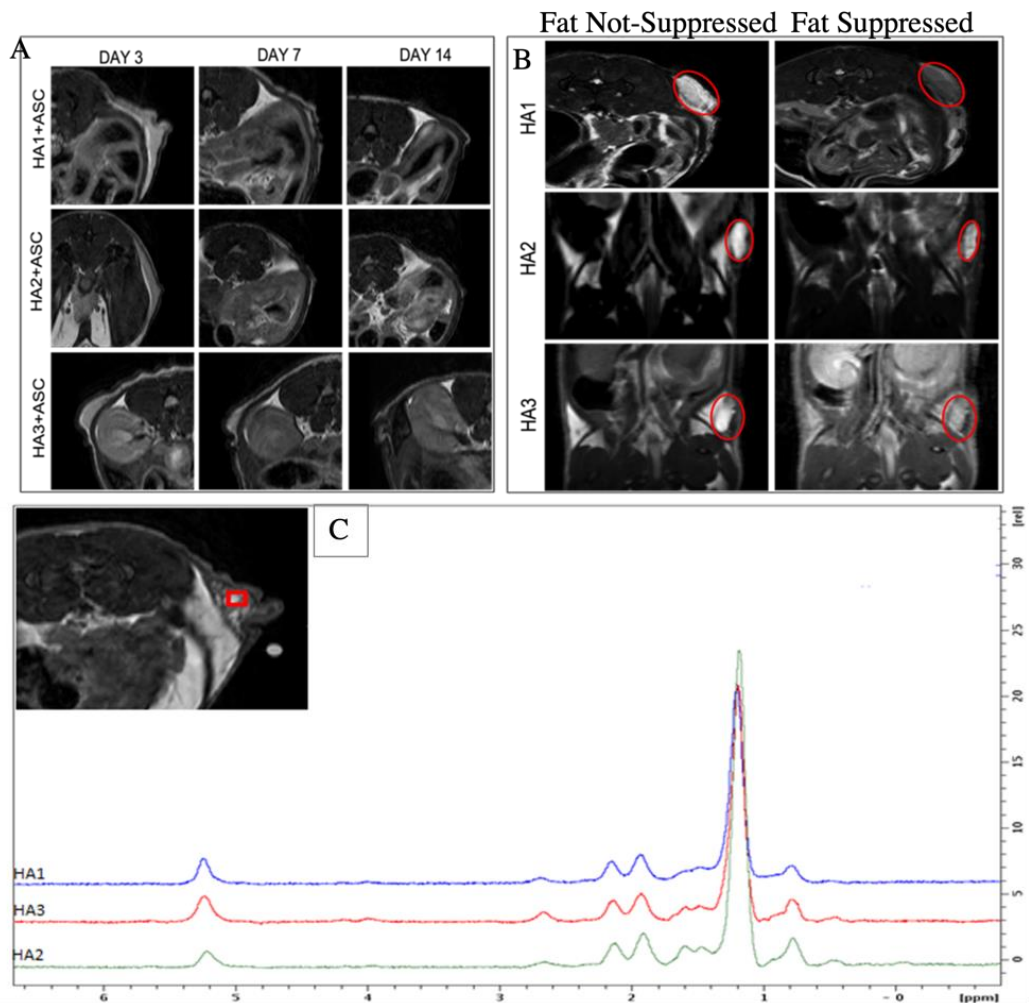 Fat Not-Suppressed Fat Suppressed
A
DAY 3 DAY 7 DAY 14
HA1+ASC
HA2+ASC
HA3+ASC
B
HA1
HA2
HA3
C
[rel]
30
25
20
15
10
5
0
HA1
HA3
HA2
6 5 4 3 2 1 ~ 0 [ppm]